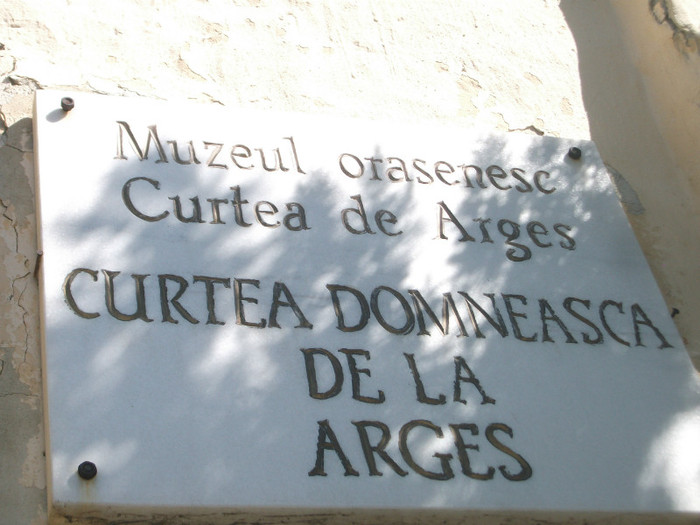 Muzeul orasenesc
Curtea de Arges
CURTEA DOMNEASCA
DE LA
ARGES